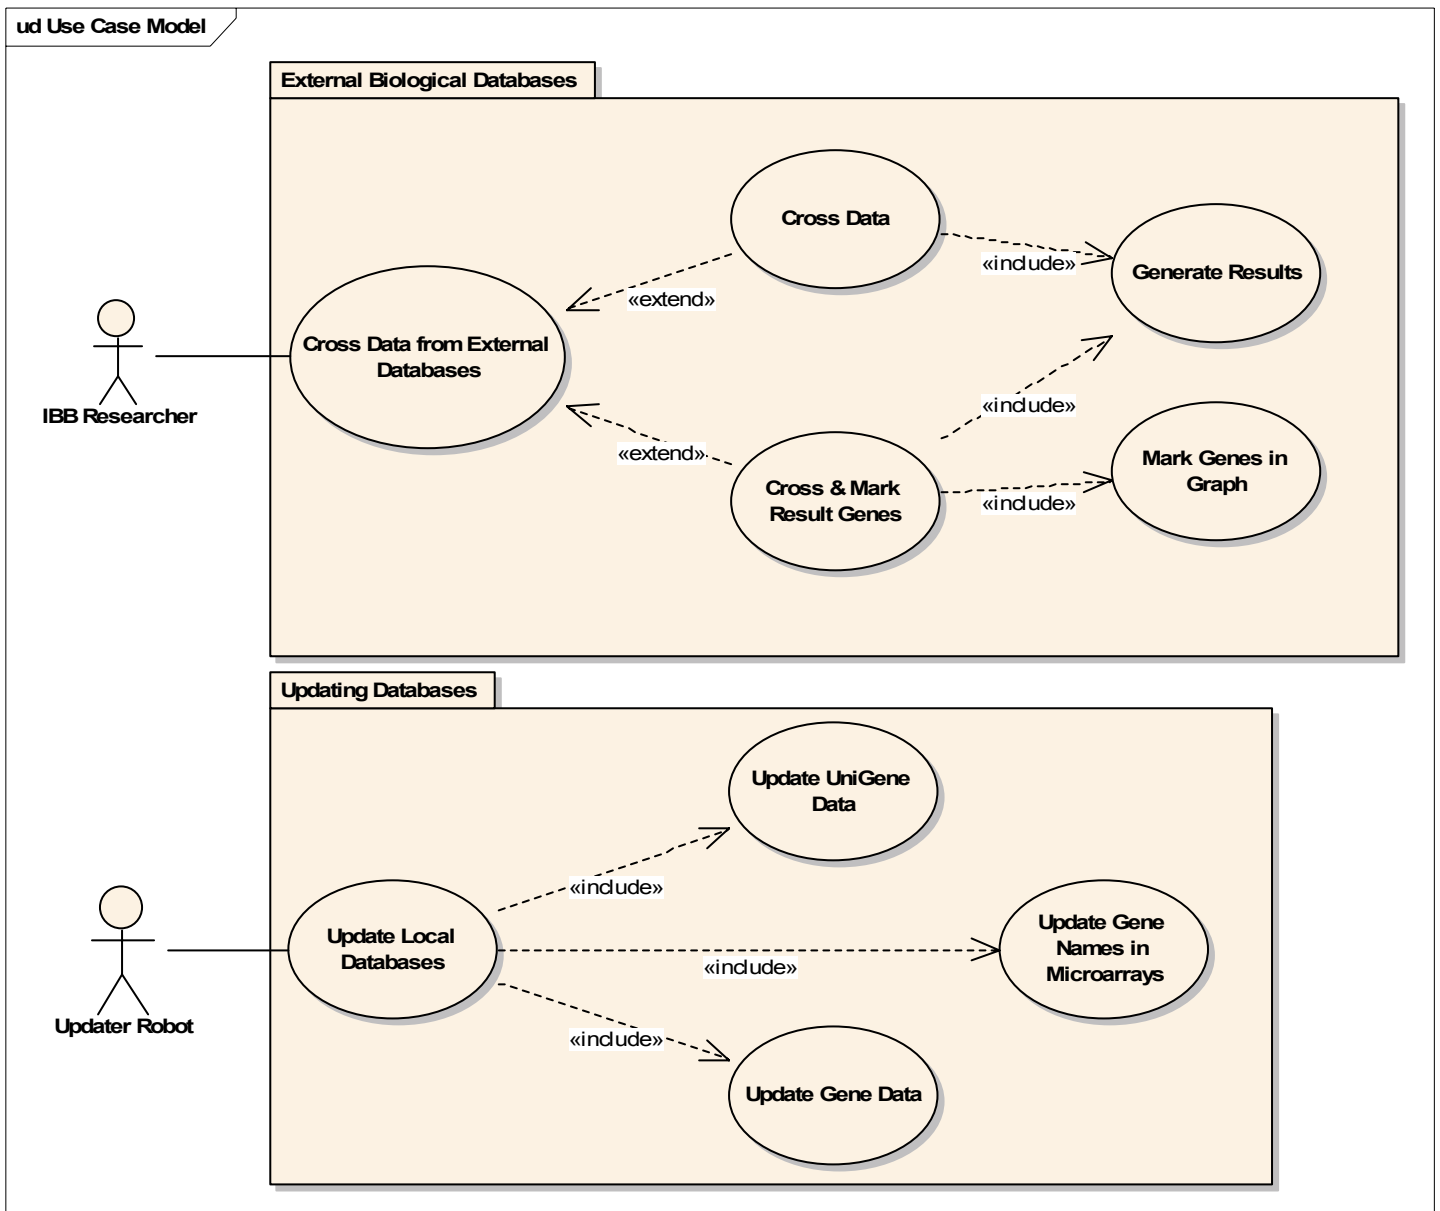 ud Use Case Model
External Biological Databases
Cross Data
«include»
Generate Results
«extend»
Cross Data from External
Databases
IBB Researcher
«include»
«extend»
Cross & Mark
Result Genes
Mark Genes in
Graph
«include»
Updating Databases
Update UniGene
Data
«include»
Update Local
Databases
Update Gene
Names in
Microarrays
«include»
Updater Robot
«include»
Update Gene Data